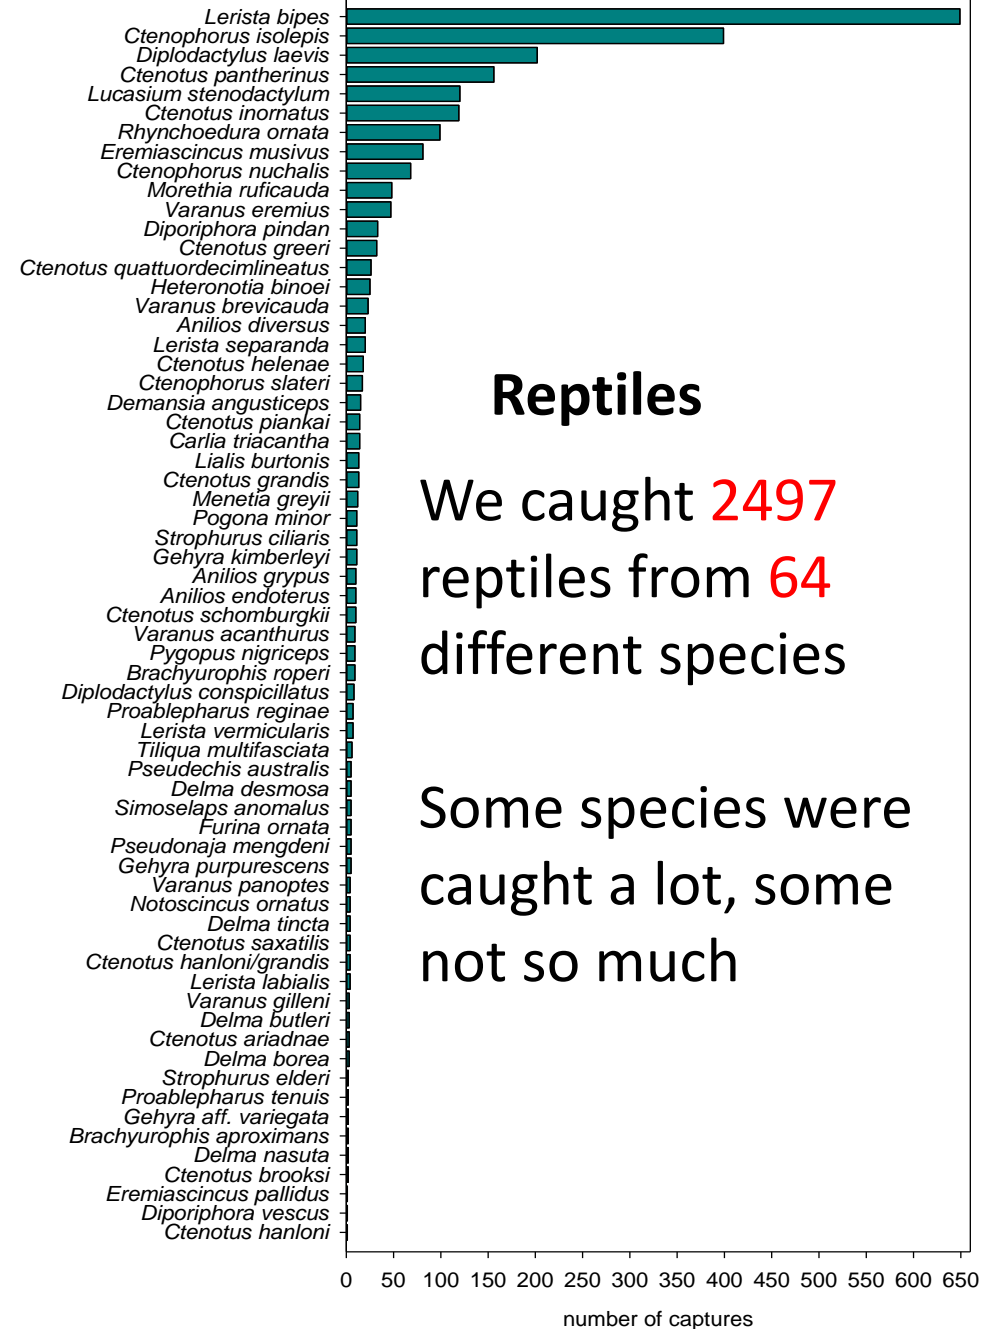 Lerista bipes
Ctenophorus isolepis
Diplodactylus laevis
Ctenotus pantherinus
Lucasium stenodactylum
Ctenotus inornatus
Rhynchoedura ornata
Eremiascincus musivus
Ctenophorus nuchalis
Morethia ruficauda
Varanus eremius
Diporiphora pindan
Ctenotus greeri
Ctenotus quattuordecimlineatus
Heteronotia binoei
Varanus brevicauda
Anilios diversus
Lerista separanda
Ctenotus helenae
Ctenophorus slateri
Demansia angusticeps
Ctenotus piankai
Carlia triacantha
Lialis burtonis
Ctenotus grandis
Menetia greyii
Pogona minor
Strophurus ciliaris
Gehyra kimberleyi
Anilios grypus
Anilios endoterus
Ctenotus schomburgkii
Varanus acanthurus
Pygopus nigriceps
Brachyurophis roperi
Diplodactylus conspicillatus
Proablepharus reginae
Lerista vermicularis
Tiliqua multifasciata
Pseudechis australis
Delma desmosa
Simoselaps anomalus
Furina ornata
Pseudonaja mengdeni
Gehyra purpurescens
Varanus panoptes
Notoscincus ornatus
Delma tincta
Ctenotus saxatilis
Ctenotus hanloni/grandis
Lerista labialis
Varanus gilleni
Delma butleri
Ctenotus ariadnae
Delma borea
Strophurus elderi
Proablepharus tenuis
Gehyra aff. variegata
Brachyurophis aproximans
Delma nasuta
Ctenotus brooksi
Eremiascincus pallidus
Diporiphora vescus
Ctenotus hanloni
Reptiles
We caught 2497
reptiles from 64
different species
Some species were
caught a lot, some
not so much
0 50 100 150 200 250 300 350 400 450 500 550 600 650
number of captures